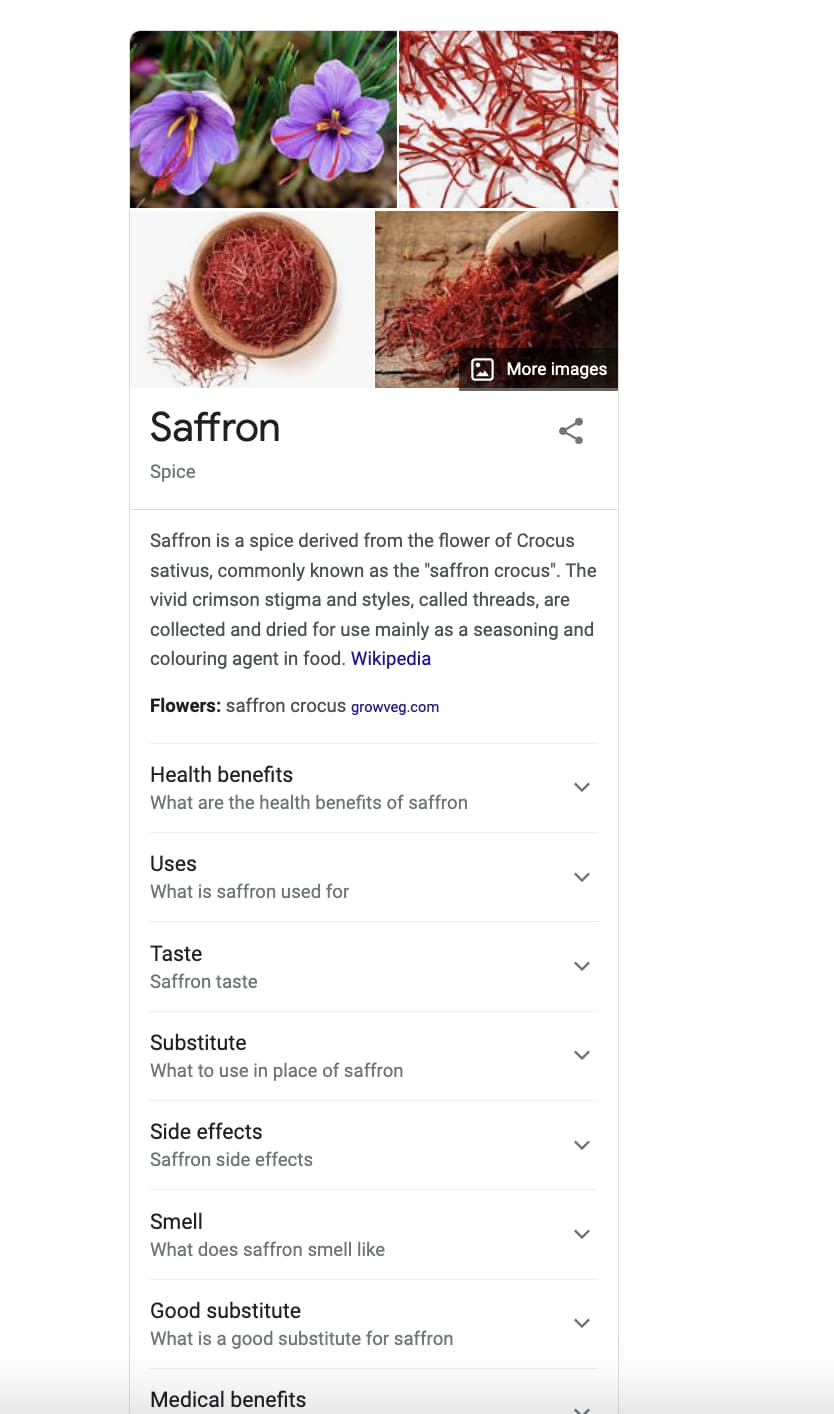 More images
Saffron
Spice
Saffron is a spice derived from the flower of Crocus
sativus, commonly known as the "saffron crocus". The
vivid crimson stigma and styles, called threads, are
collected and dried for use mainly as a seasoning and
colouring agent in food. Wikipedia
Flowers: saffron crocus growveg.com
Health benefits
What are the health benefits of saffron
Uses
What is saffron used for
Taste
Saffron taste
Substitute
What to use in place of saffron
Side effects
Saffron side effects
Smell
What does saffron smell like
Good substitute
What is a good substitute for saffron
Medical benefits